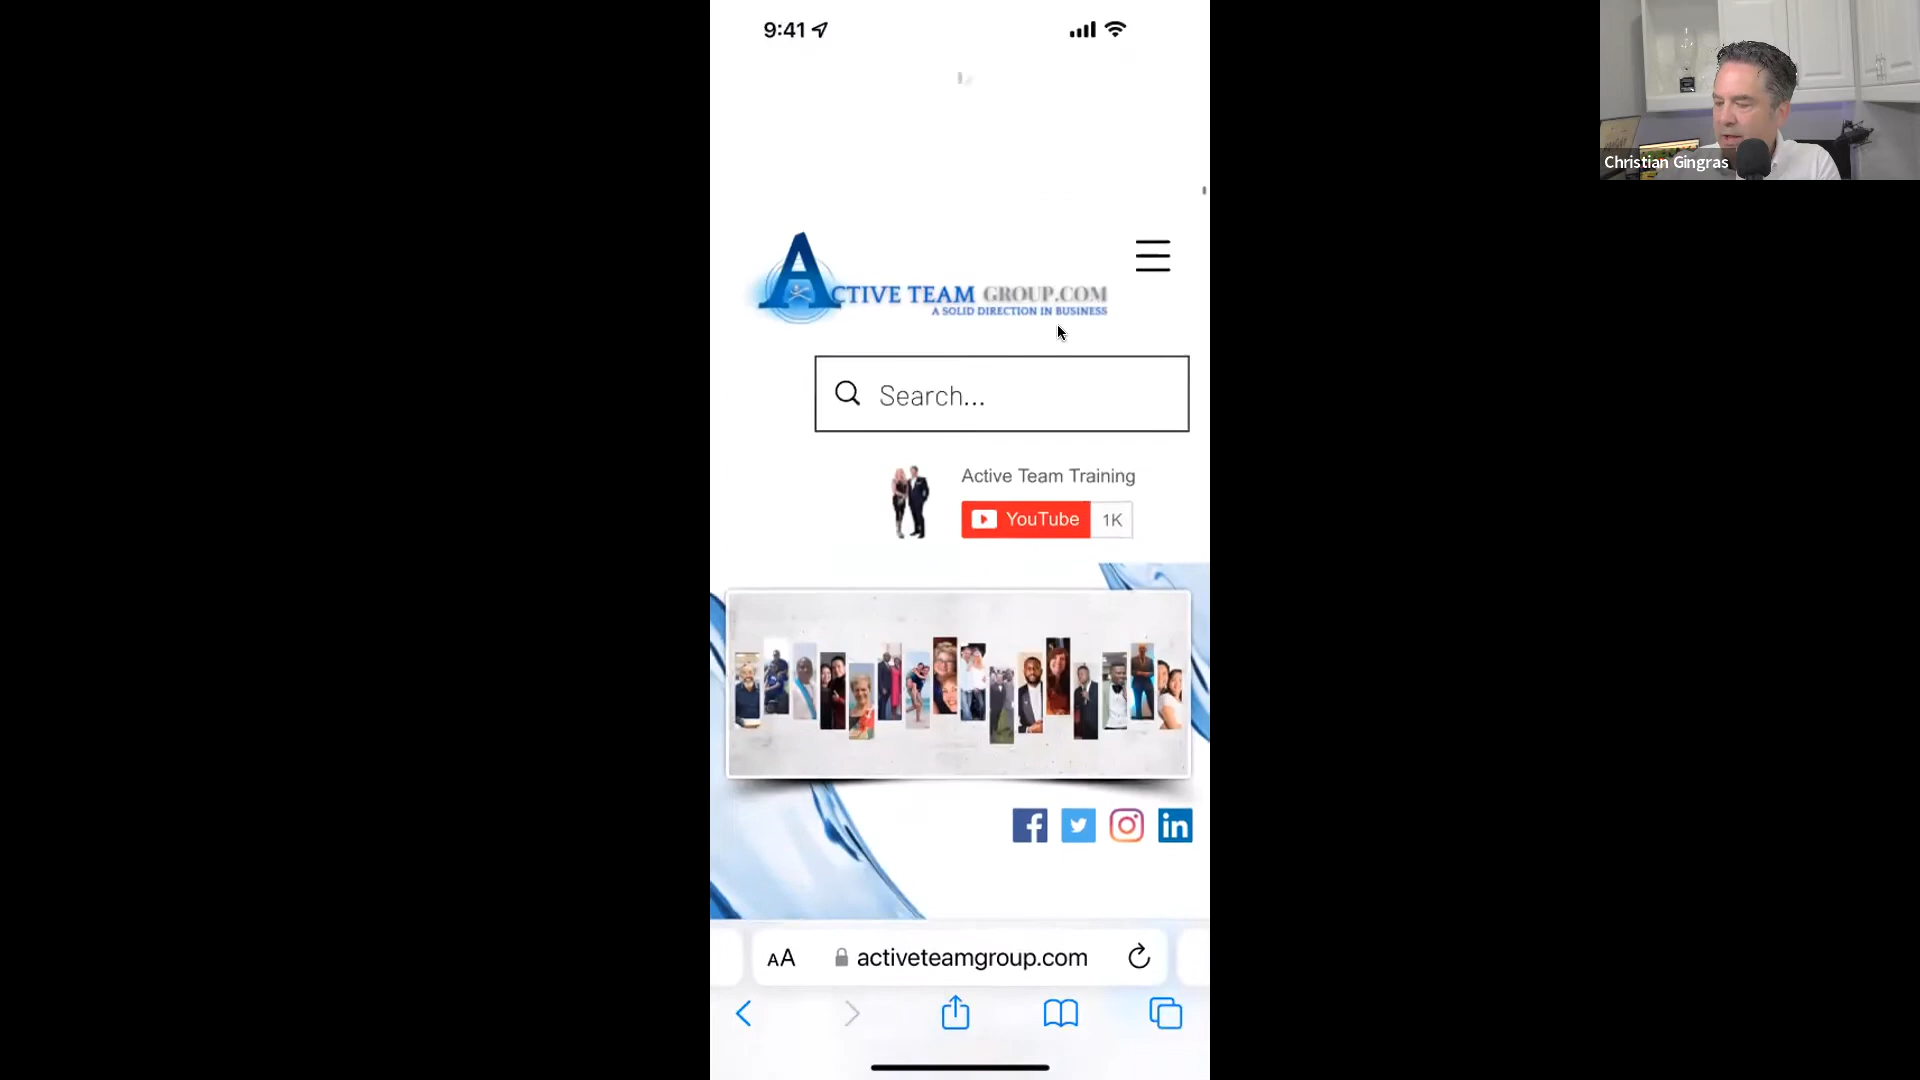 9:41
Christian Gingras
ACTIVE TEAM GROUP.COM
A SOLID DIRECTION IN BUSINESS
Search...
Active Team Training
YouTube 1K
AA activeteamgroup.com